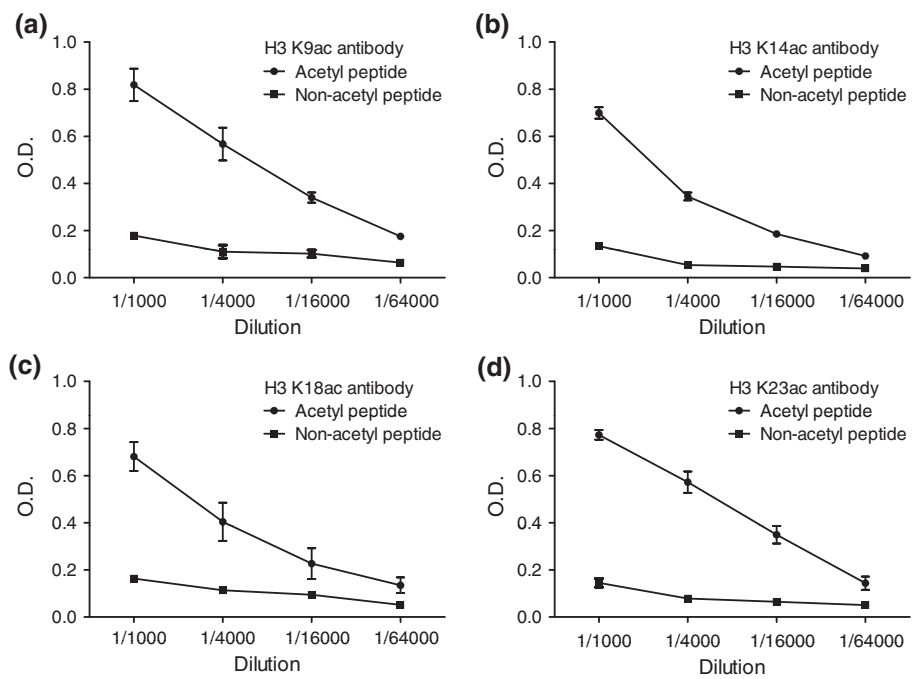 (a)
H3 K9ac antibody
Acetyl peptide
Non-acetyl peptide
1.0
0.8
0.6
0.4
0.2
0.0
O.D.
1/1000 1/4000 1/16000 1/64000
Dilution
(b)
H3 K14ac antibody
Acetyl peptide
Non-acetyl peptide
1.0
0.8
0.6
0.4
0.2
0.0
O.D.
1/1000 1/4000 1/16000 1/64000
Dilution
(c)
H3 K18ac antibody
Acetyl peptide
Non-acetyl peptide
1.0
0.8
0.6
0.4
0.2
0.0
O.D.
1/1000 1/4000 1/16000 1/64000
Dilution
(d)
H3 K23ac antibody
Acetyl peptide
Non-acetyl peptide
1.0
0.8
0.6
0.4
0.2
0.0
O.D.
1/1000 1/4000 1/16000 1/64000
Dilution